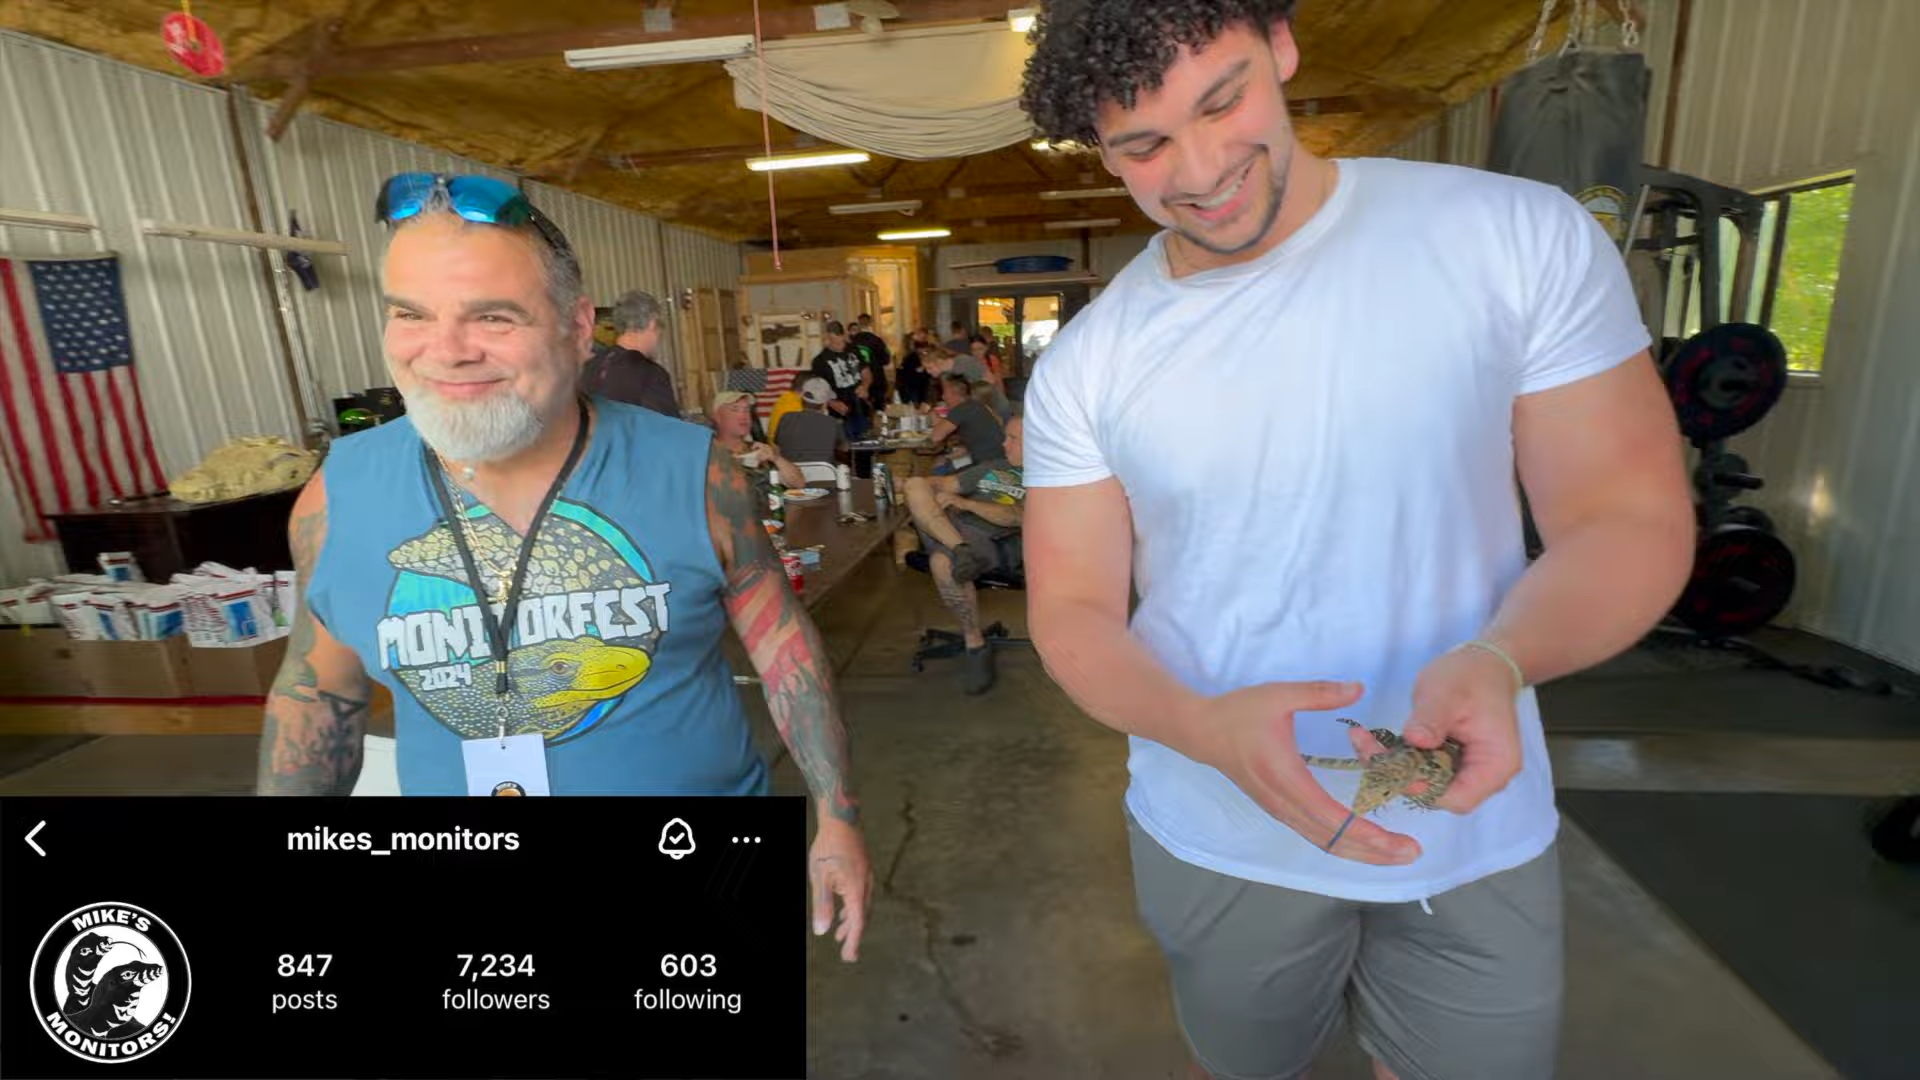 MONITORFEST
2024
mikes_monitors
MIKE'S
MONITORS!
847
posts
7,234
followers
603
following